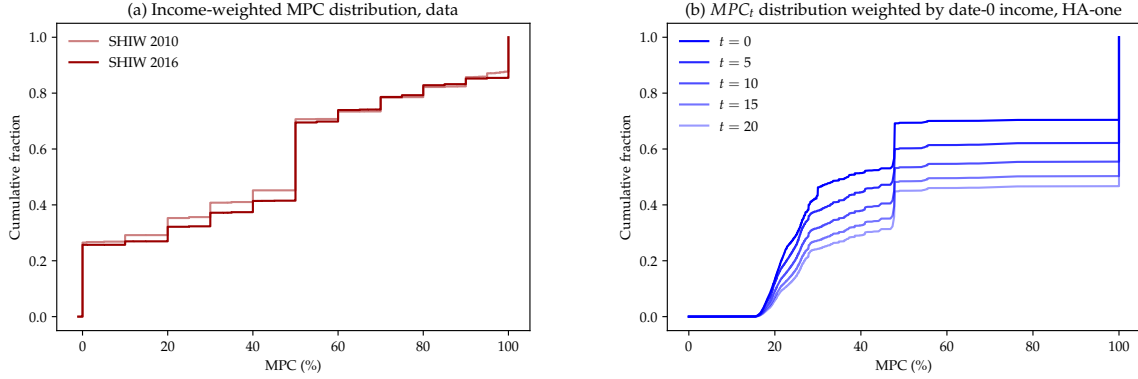 (a) Income-weighted MPC distribution, data
1.0
0.8
0.6
0.4
0.2
0.0
Cumulative fraction
SHIW 2010
SHIW 2016
0 20 40 60 80 100
MPC (%)
(b) MPCₜ distribution weighted by date-0 income, HA-one
1.0
0.8
0.6
0.4
0.2
0.0
Cumulative fraction
t = 0
t = 5
t = 10
t = 15
t = 20
0 20 40 60 80 100
MPC (%)